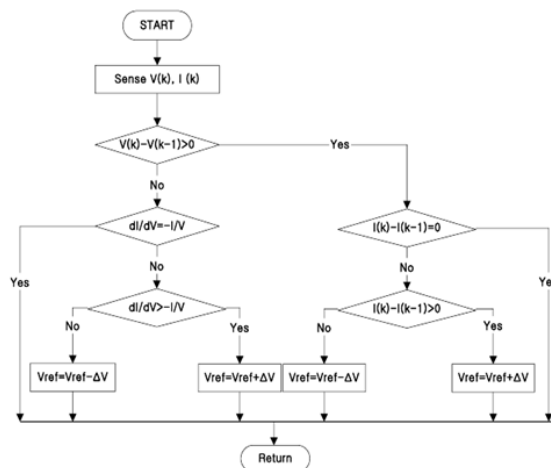 START
Sense V(k), I (k)
V(k)-V(k-1)>0
Yes
No
dI/dV=-I/V
I(k)-I(k-1)=0
Yes
No
No
Ye
dI/dV>-I/V
I(k)-I(k-1)>0
No
Yes
No
Yes
Vref=Vref-ΔV
Vref=Vref+ΔV
Vref=Vref-ΔV
Vref=Vref+ΔV
Return